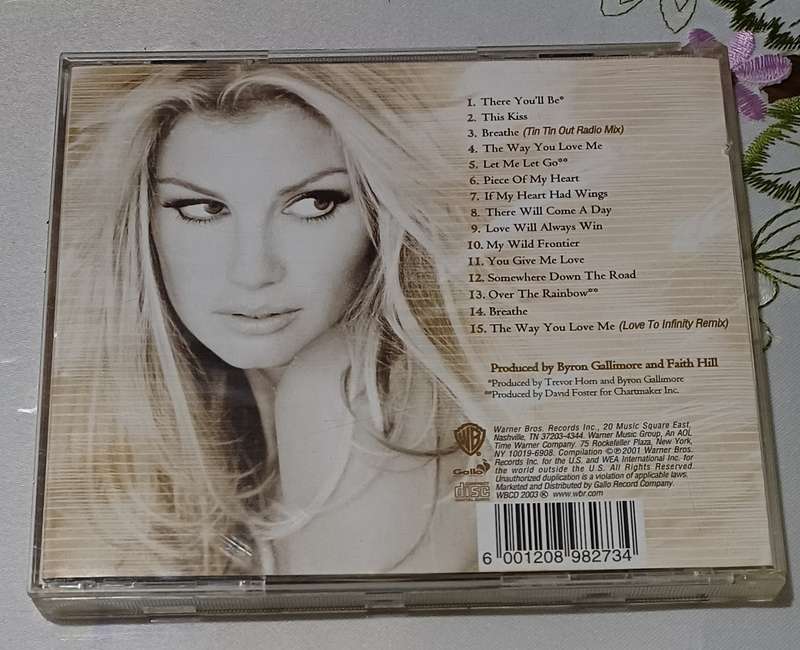 1. There You'll Be*
2. This Kiss
3. Breathe (Tin Tin Out Radio Mix)
4. The Way You Love Me
5. Let Me Let Go**
6. Piece Of My Heart
7. If My Heart Had Wings
8. There Will Come A Day
9. Love Will Always Win
10. My Wild Frontier
11. You Give Me Love
12. Somewhere Down The Road
13. Over The Rainbow**
14. Breathe
15. The Way You Love Me (Love To Infinity Remix)
Produced by Byron Gallimore and Faith Hill
*Produced by Trevor Horn and Byron Gallimore
**Produced by David Foster for Chartmaker Inc.
WB
Gallo
COMPACT
disc
DIGITAL AUDIO
Warner Bros. Records Inc., 20 Music Square East,
Nashville, TN 37203-4344. Warner Music Group, An AOL
Time Warner Company. 75 Rockefeller Plaza, New York,
NY 10019-6908. Compilation ©℗2001 Warner Bros.
Records Inc. for the U.S. and WEA International Inc. for
the world outside the U.S. All Rights Reserved
Unauthorized duplication is a violation of applicable laws.
Marketed and Distributed by Gallo Record Company.
WBCD 2003 ® www.wbr.com
6 001208 982734